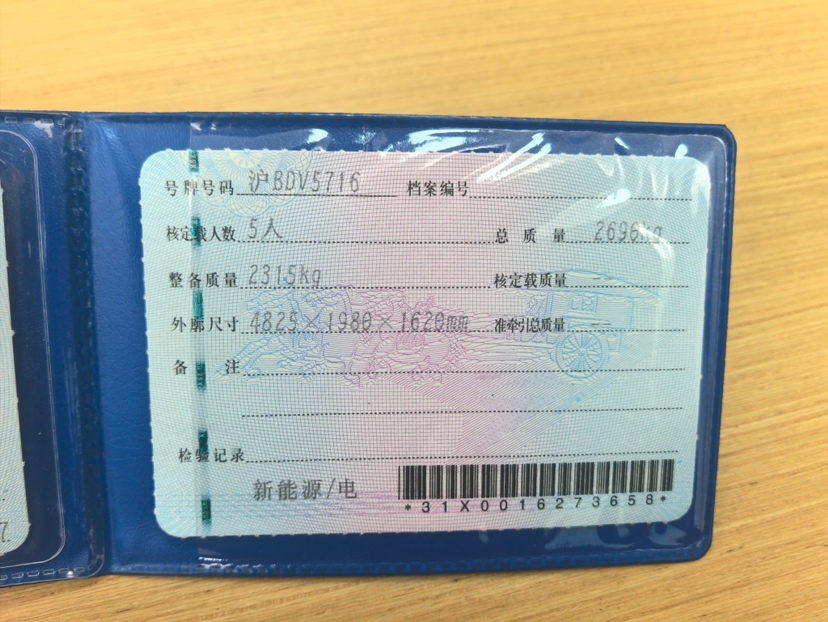 号牌号码 沪BDV5716 档案编号
核定载人数 5人 总质量 2696kg
整备质量 2315kg 核定载质量
外廓尺寸 4825×1980×1620mm 准牵引总质量 --
备注
检验记录
新能源/电
*31X0016273658*
7.